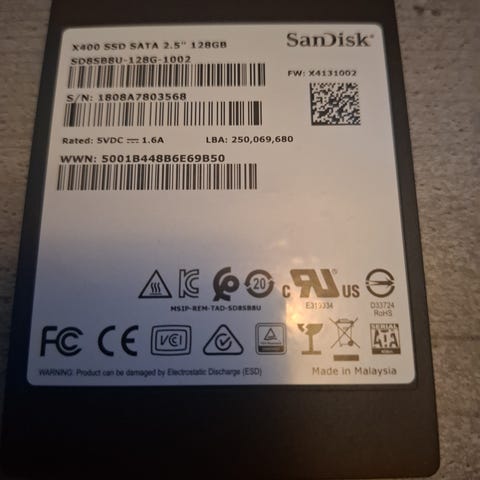 X400 SSD SATA 2.5" 128GB
SanDisk®
SD8SB8U-128G-1002
FW: X4131002
S/N: 1808A7803568
Rated: 5VDC ⎓ 1.6A
LBA: 250,069,680
WWN: 5001B448B6E69B50
20
c RU US
MSIP-REM-TAD-SD8SB8U
E319334
D33724
RoHS
FC CE VCI
SERIAL
ATA
WARNING: Product can be damaged by Electrostatic Discharge (ESD)
Made in Malaysia